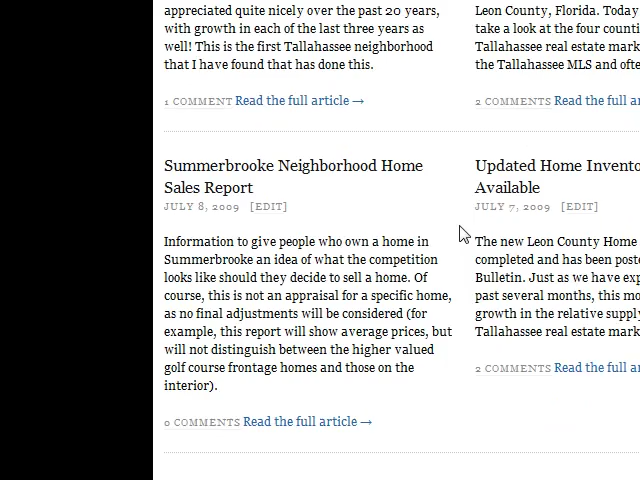 appreciated quite nicely over the past 20 years,
with growth in each of the last three years as
well! This is the first Tallahassee neighborhood
that I have found that has done this.
1 COMMENT Read the full article →
Summerbrooke Neighborhood Home
Sales Report
JULY 8, 2009 [EDIT]
Information to give people who own a home in
Summerbrooke an idea of what the competition
looks like should they decide to sell a home. Of
course, this is not an appraisal for a specific home,
as no final adjustments will be considered (for
example, this report will show average prices, but
will not distinguish between the higher valued
golf course frontage homes and those on the
interior).
0 COMMENTS Read the full article →
Leon County, Florida. Today
take a look at the four counti
Tallahassee real estate mark
the Tallahassee MLS and ofte
2 COMMENTS Read the full ar
Updated Home Invento
Available
JULY 7, 2009 [EDIT]
The new Leon County Home
completed and has been poste
Bulletin. Just as we have exp
past several months, this mo
growth in the relative supply
Tallahassee real estate mark
2 COMMENTS Read the full ar